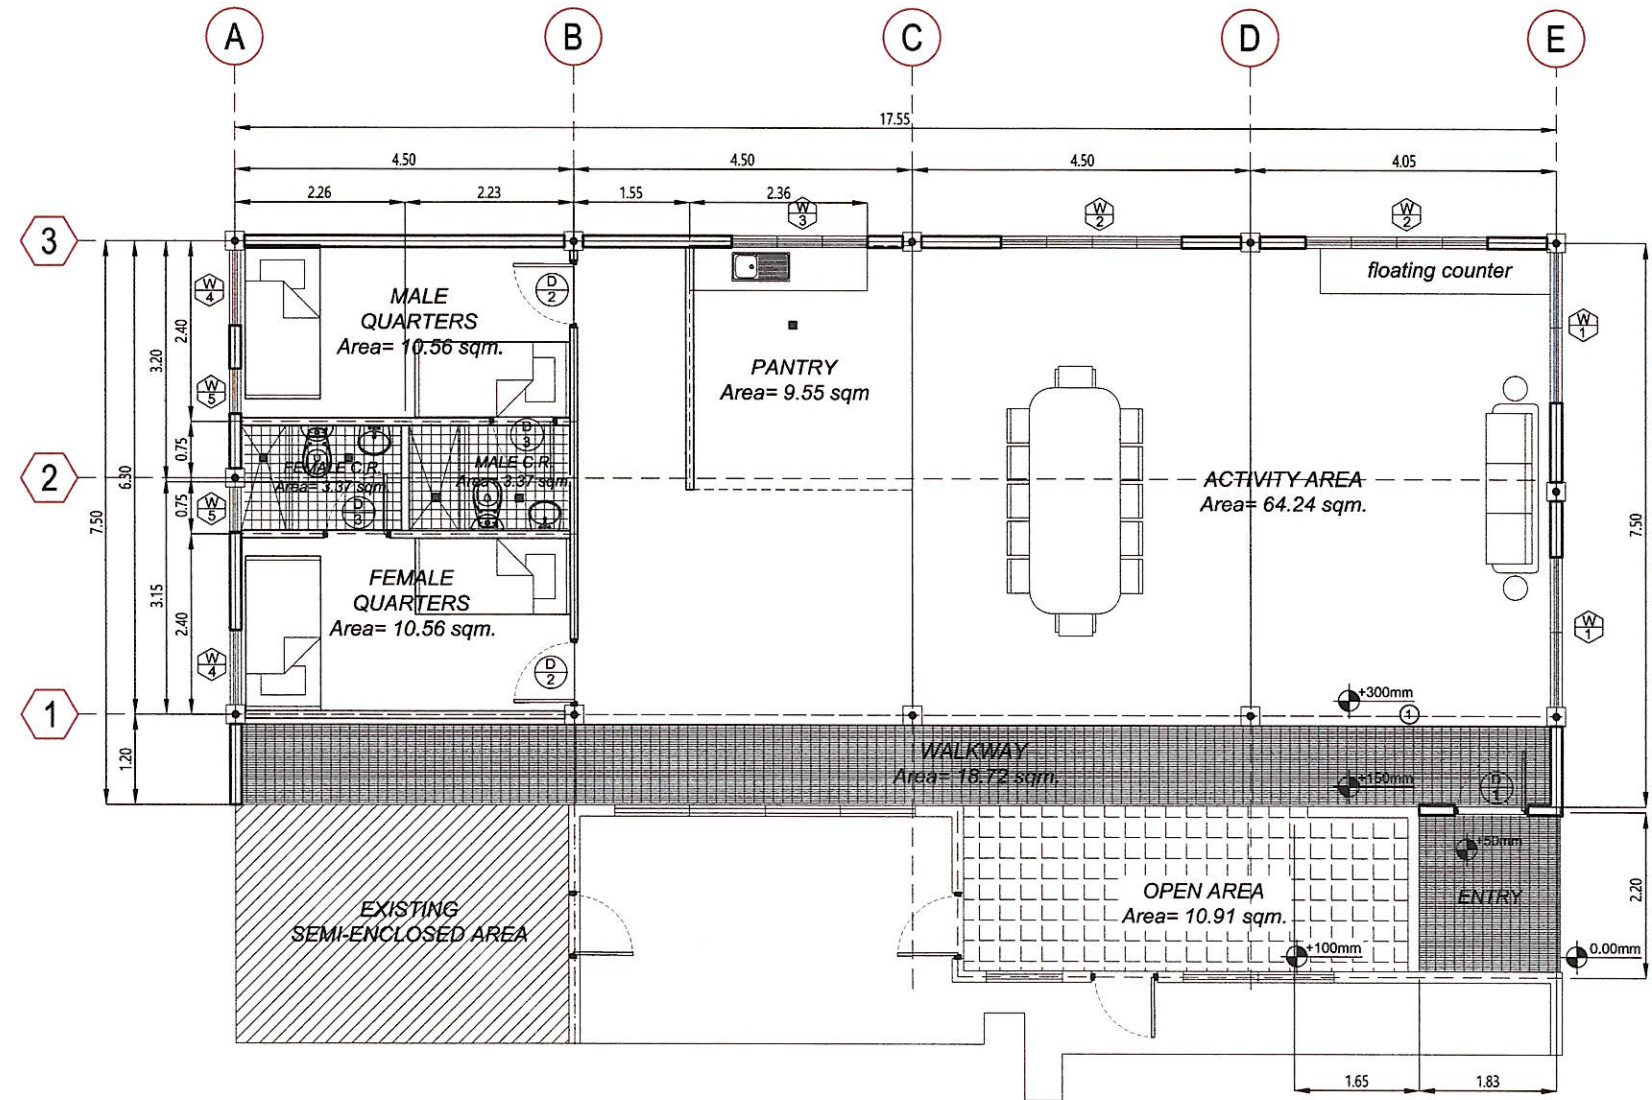 A
B
C
D
E
17.55
4.50
4.50
4.50
4.05
2.26
2.23
1.55
2.36
W
3
W
2
W
2
3
W
4
MALE
QUARTERS
Area= 10.56 sqm.
D
2
floating counter
W
1
2.40
3.20
PANTRY
Area= 9.55 sqm
W
5
D
3
0.75
FEMALE C.R.
Area= 3.37 sqm.
MALE C.R.
Area= 3.37 sqm.
2
6.30
7.50
ACTIVITY AREA
Area= 64.24 sqm.
W
5
0.75
D
3
7.50
FEMALE
QUARTERS
Area= 10.56 sqm.
3.15
2.40
W
4
D
2
W
1
1
+300mm
1
1.20
WALKWAY
Area= 18.72 sqm.
+150mm
D
1
+50mm
EXISTING
SEMI-ENCLOSED AREA
OPEN AREA
Area= 10.91 sqm.
ENTRY
2.20
+100mm
0.00mm
1.65
1.83